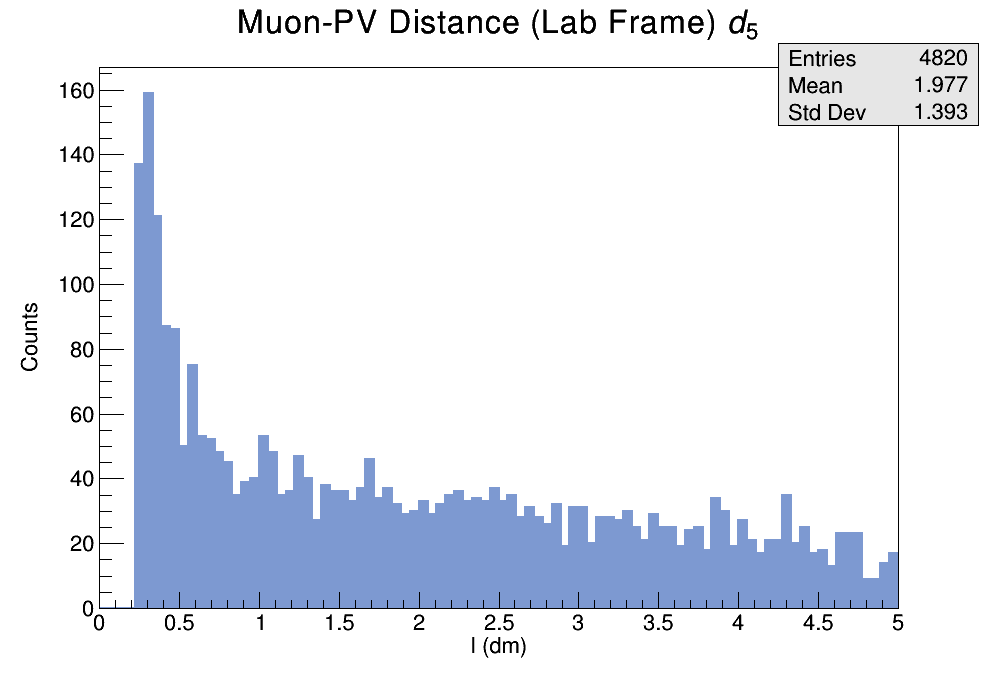 Muon-PV Distance (Lab Frame) d5
Entries 4820
Mean 1.977
Std Dev 1.393
Counts
160
140
120
100
80
60
40
20
0
0 0.5 1 1.5 2 2.5 3 3.5 4 4.5 5
l (dm)